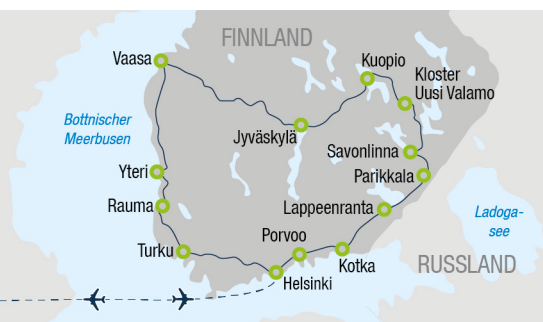 FINNLAND
Vaasa
Kuopio
Kloster
Uusi Valamo
Bottnischer
Meerbusen
Jyväskylä
Savonlinna
Yteri
Parikkala
Rauma
Lappeenranta
Ladoga-
see
Porvoo
Turku
Kotka
RUSSLAND
Helsinki